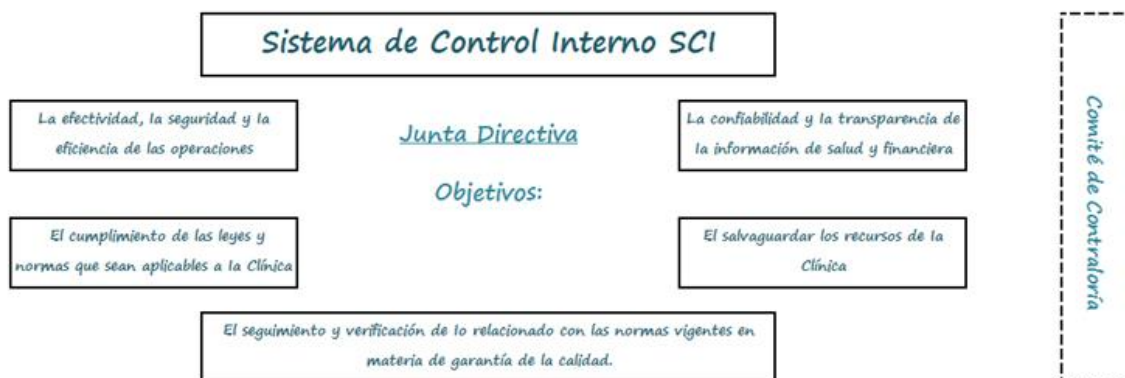 Sistema de Control Interno SCI
La efectividad, la seguridad y la
eficiencia de las operaciones
Junta Directiva
Objetivos:
La confiabilidad y la transparencia de
la información de salud y financiera
El cumplimiento de las leyes y
normas que sean aplicables a la Clínica
El salvaguardar los recursos de la
Clínica
El seguimiento y verificación de lo relacionado con las normas vigentes en
materia de garantía de la calidad.
Comité de Contraloría